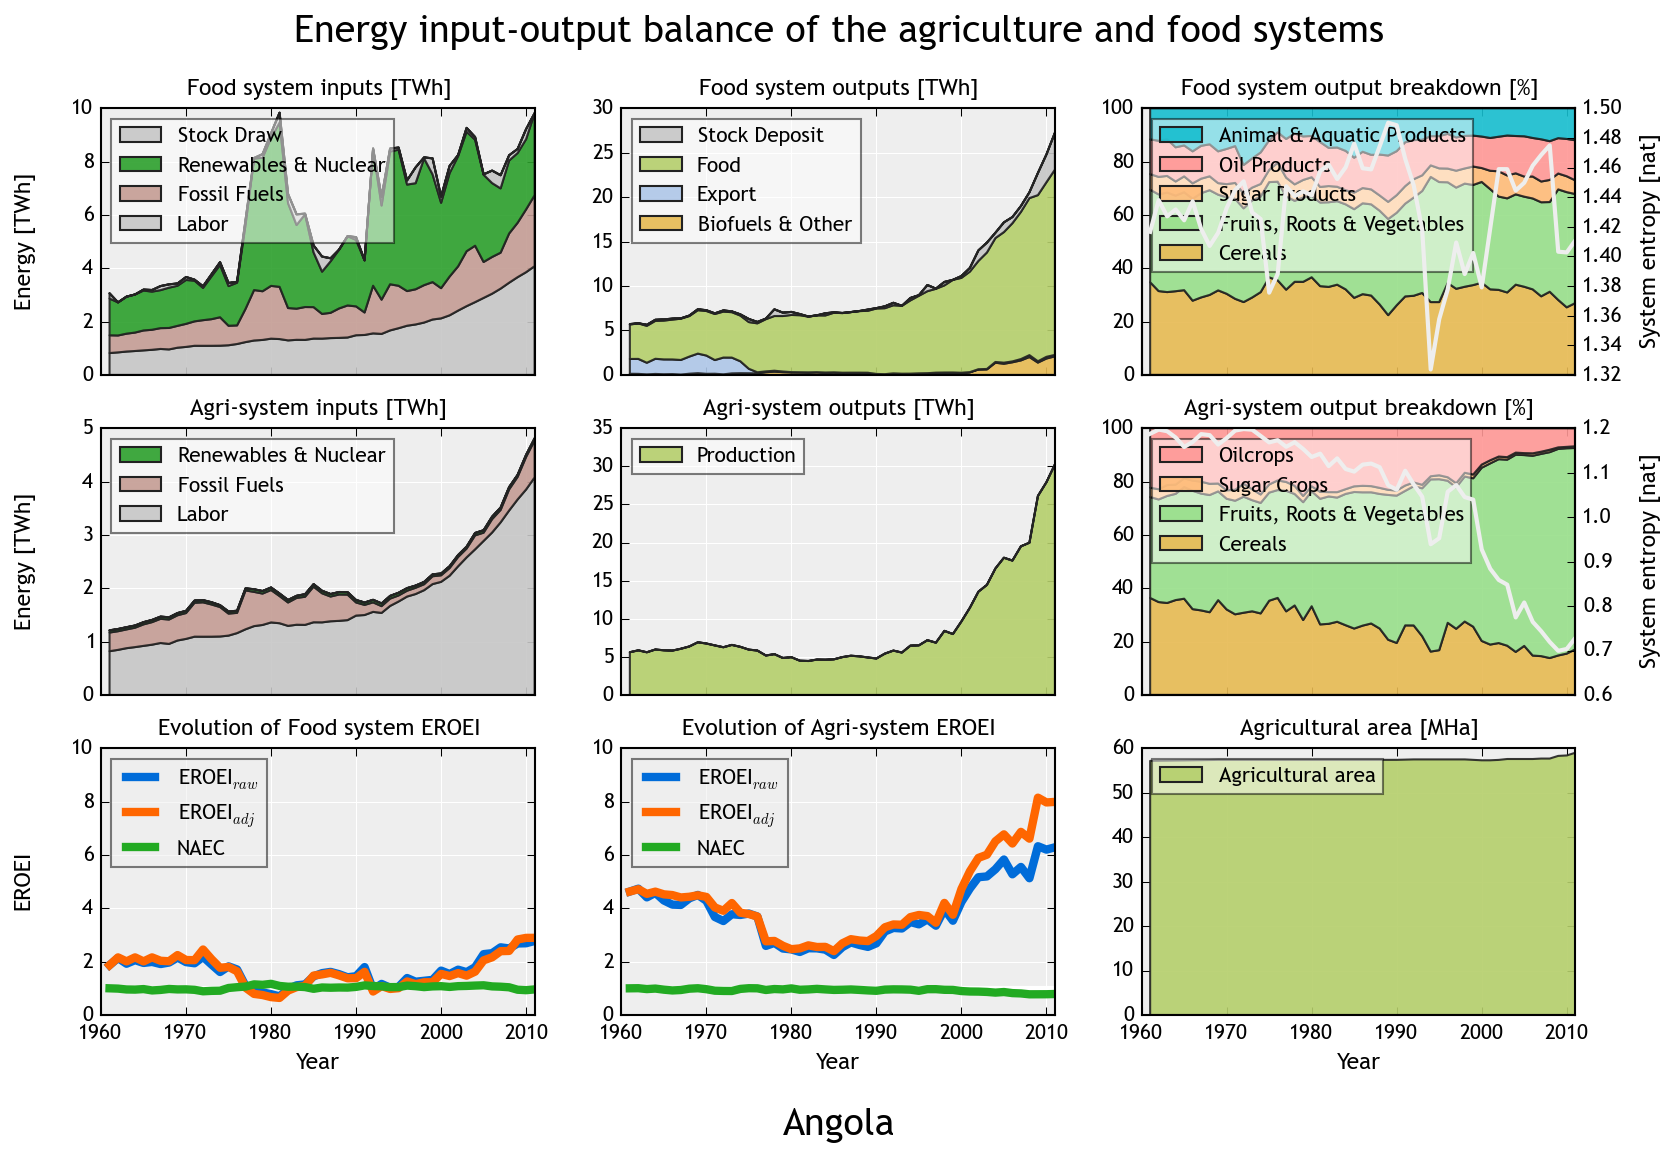 Energy input-output balance of the agriculture and food systems
Food system inputs [TWh]
Energy [TWh]
10
8
6
4
2
0
Stock Draw
Renewables & Nuclear
Fossil Fuels
Labor
Food system outputs [TWh]
30
25
20
15
10
5
0
Stock Deposit
Food
Export
Biofuels & Other
Food system output breakdown [%]
100
80
60
40
20
0
Animal & Aquatic Products
Oil Products
Sugar Products
Fruits, Roots & Vegetables
Cereals
1.50
1.48
1.46
1.44
1.42
1.40
1.38
1.36
1.34
1.32
System entropy [nat]
Agri-system inputs [TWh]
Energy [TWh]
5
4
3
2
1
0
Renewables & Nuclear
Fossil Fuels
Labor
Agri-system outputs [TWh]
35
30
25
20
15
10
5
0
Production
Agri-system output breakdown [%]
100
80
60
40
20
0
Oilcrops
Sugar Crops
Fruits, Roots & Vegetables
Cereals
1.2
1.1
1.0
0.9
0.8
0.7
0.6
System entropy [nat]
Evolution of Food system EROEI
EROEI
10
8
6
4
2
0
EROEI raw
EROEI adj
NAEC
1960 1970 1980 1990 2000 2010
Year
Evolution of Agri-system EROEI
10
8
6
4
2
0
EROEI raw
EROEI adj
NAEC
1960 1970 1980 1990 2000 2010
Year
Agricultural area [MHa]
60
50
40
30
20
10
0
Agricultural area
1960 1970 1980 1990 2000 2010
Year
Angola